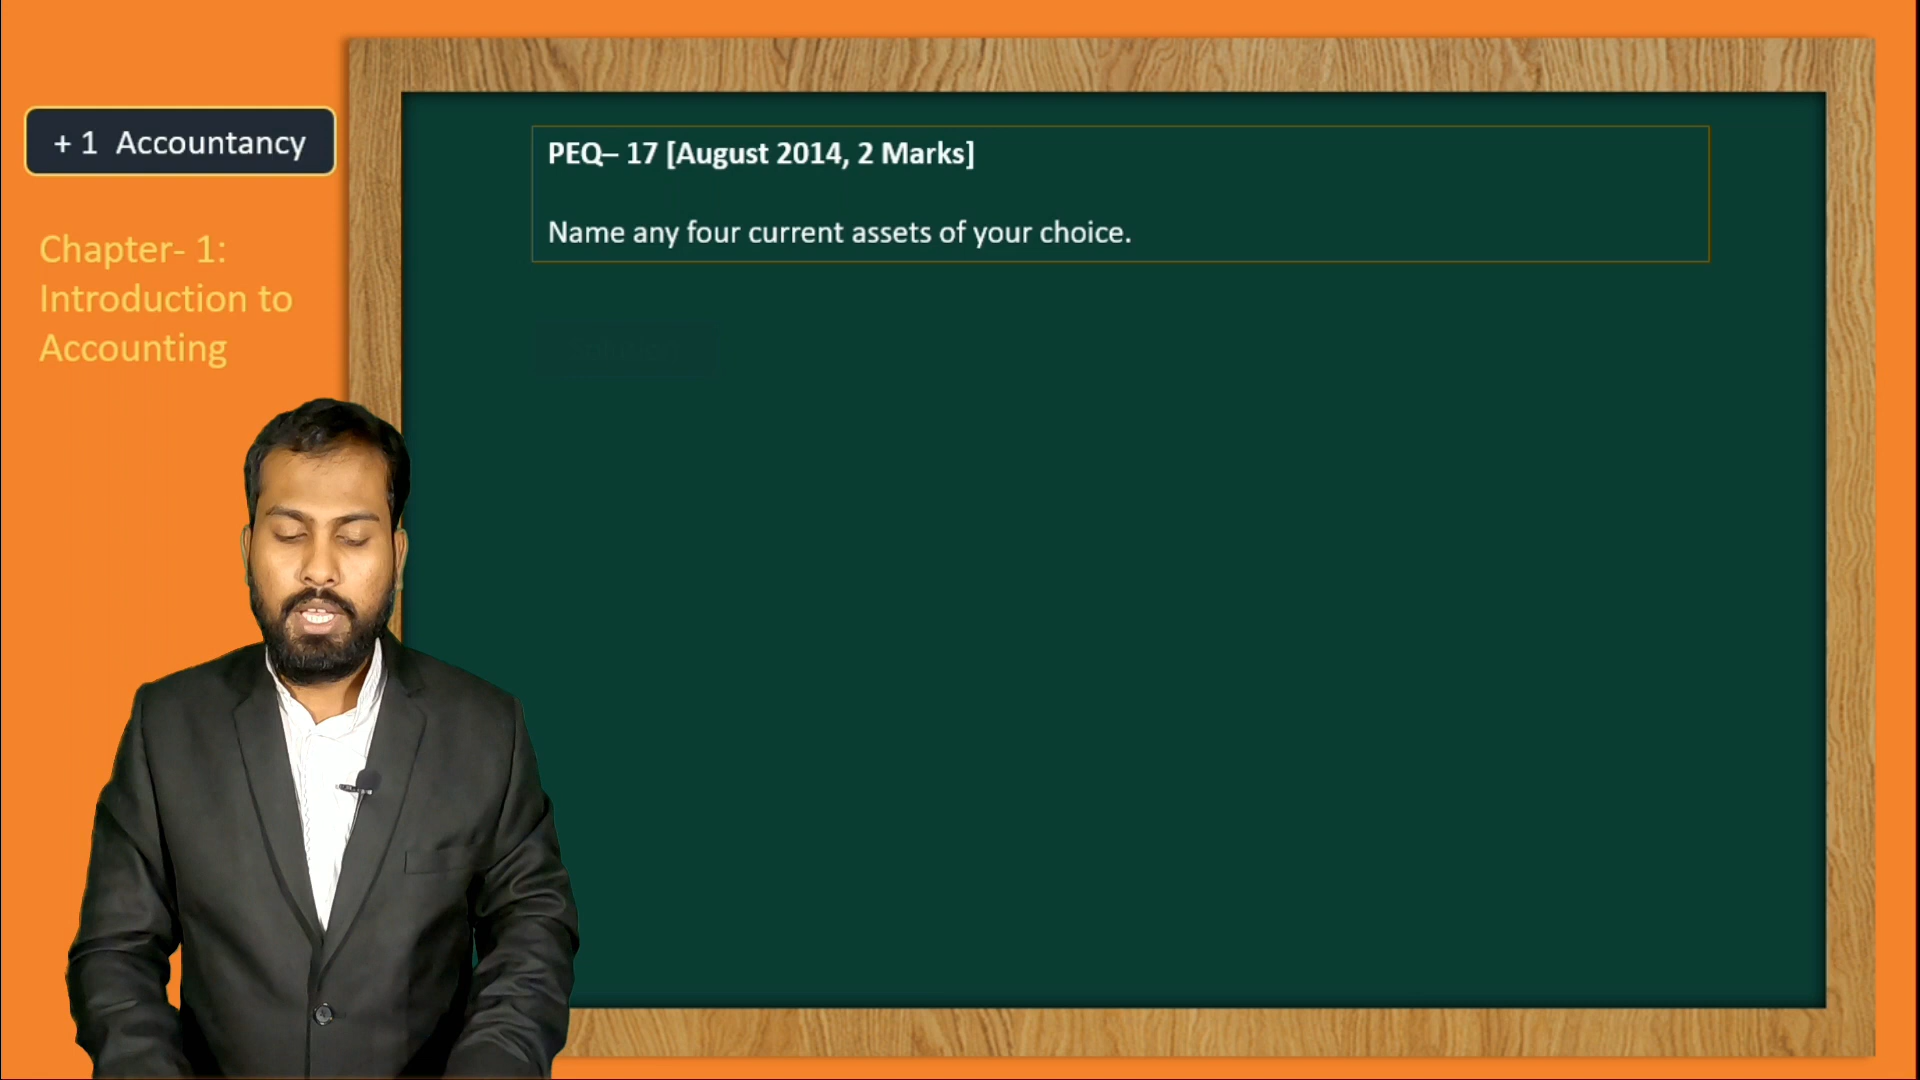 + 1 Accountancy
Chapter- 1:
Introduction to
Accounting
PEQ– 17 [August 2014, 2 Marks]
Name any four current assets of your choice.